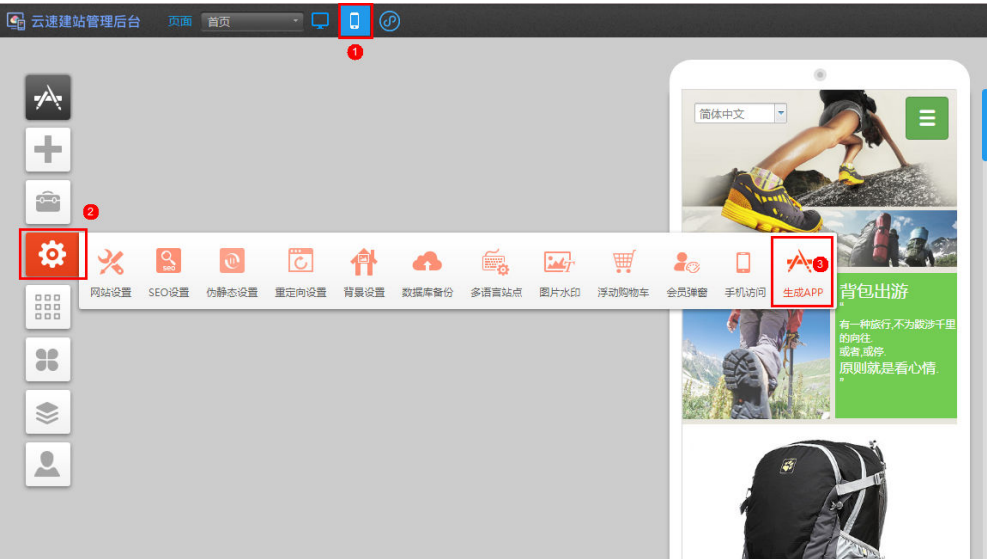 云速建站管理后台 页面 首页
1
简体中文
2
SEO
3
网站设置 SEO设置 伪静态设置 重定向设置 背景设置 数据库备份 多语言站点 图片水印 浮动购物车 会员弹窗 手机访问 生成APP
背包出游
"
有一种旅行,不为跋涉千里
的向往.
或者,或停.
原则就是看心情.
"